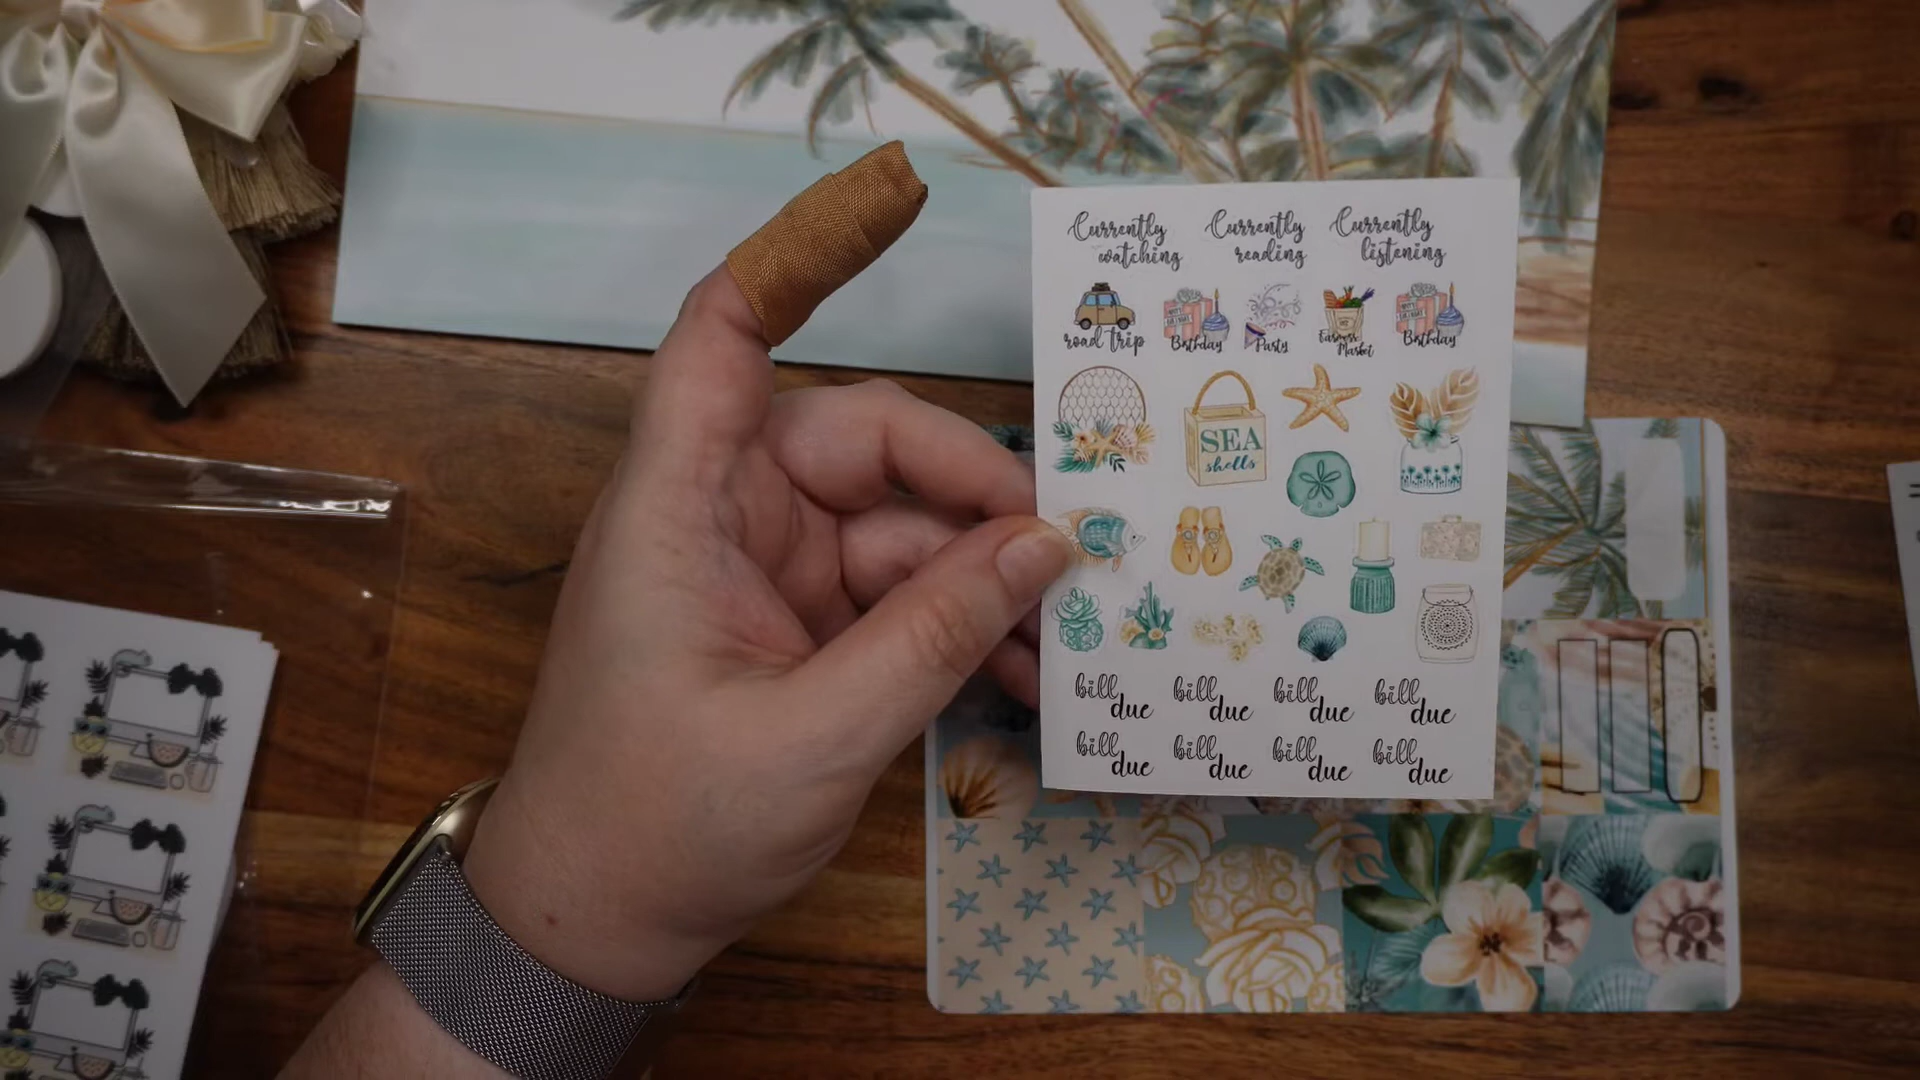 Currently watching
Currently reading
Currently listening
road trip
Birthday
Party
Farmers Market
Birthday
SEA
shells
bill due
bill due
bill due
bill due
bill due
bill due
bill due
bill due